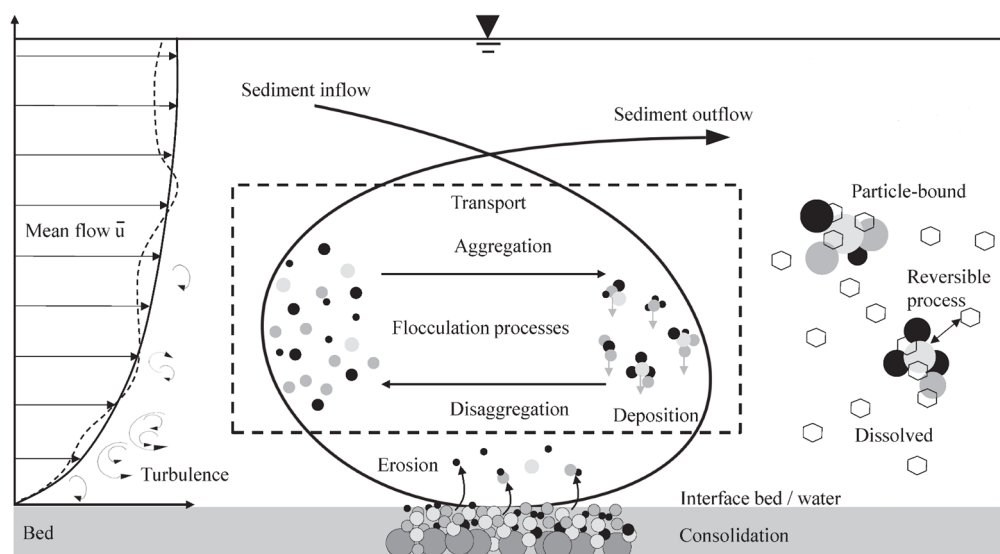 Sediment inflow
Sediment outflow
Transport
Particle-bound
Mean flow ū
Aggregation
Reversible
process
Flocculation processes
Disaggregation
Deposition
Dissolved
Erosion
Turbulence
Interface bed / water
Bed
Consolidation